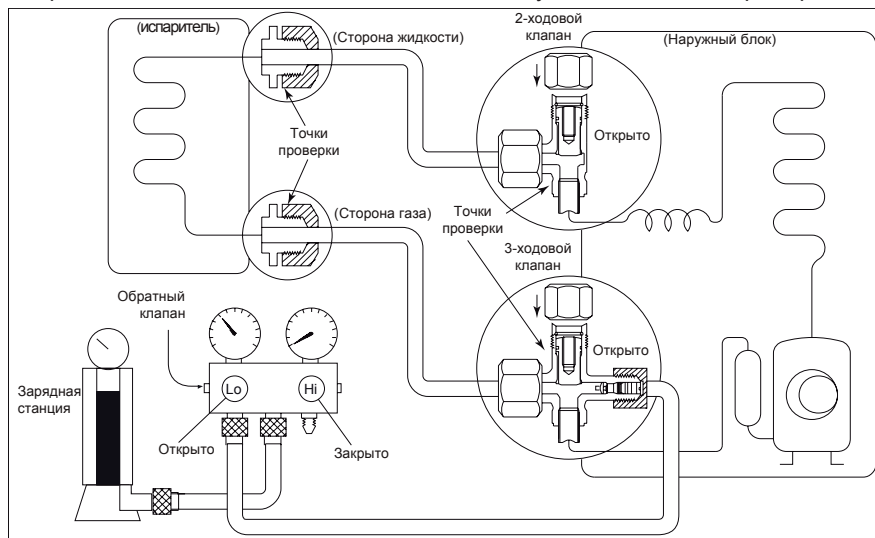 (испаритель)
(Сторона жидкости)
2-ходовой
клапан
(Наружный блок)
Открыто
Точки
проверки
(Сторона газа)
Точки
проверки
3-ходовой
клапан
Обратный
клапан
Открыто
Зарядная
станция
Lo
Hi
Открыто
Закрыто